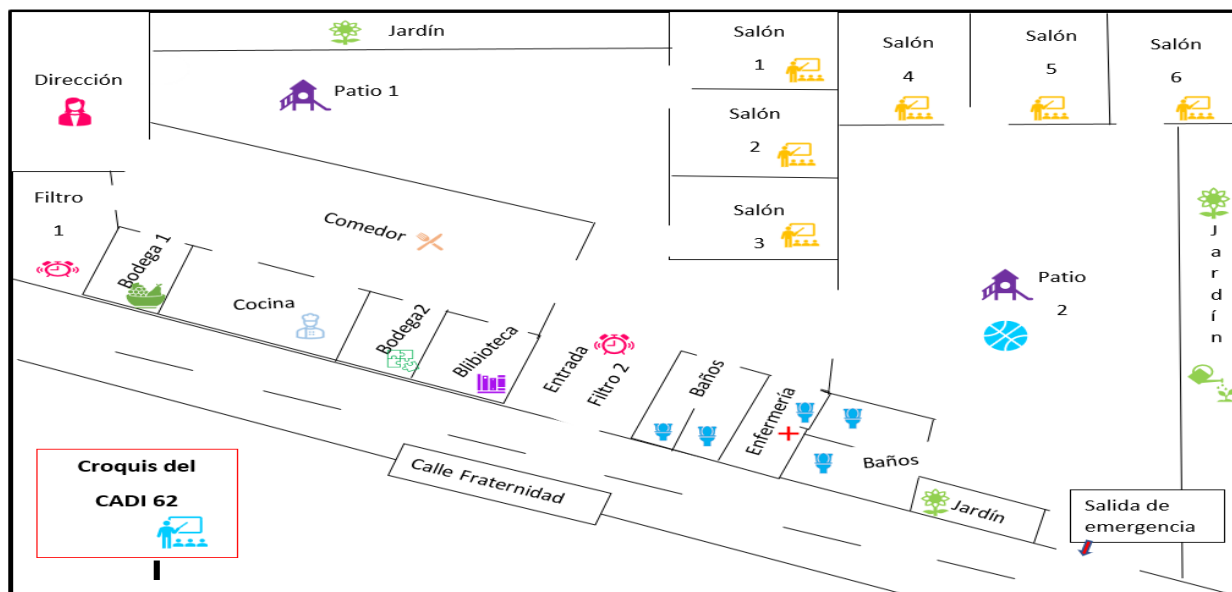 Jardín
Dirección
Patio 1
Salón
1
Salón
2
Salón
3
Salón
4
Salón
5
Salón
6
Filtro
1
Bodega 1
Comedor
Cocina
Bodega2
Blibioteca
Entrada
Filtro 2
Baños
Enfermería
Baños
Patio
2
Jardín
Jardín
Salida de
emergencia
Calle Fraternidad
Croquis del
CADI 62